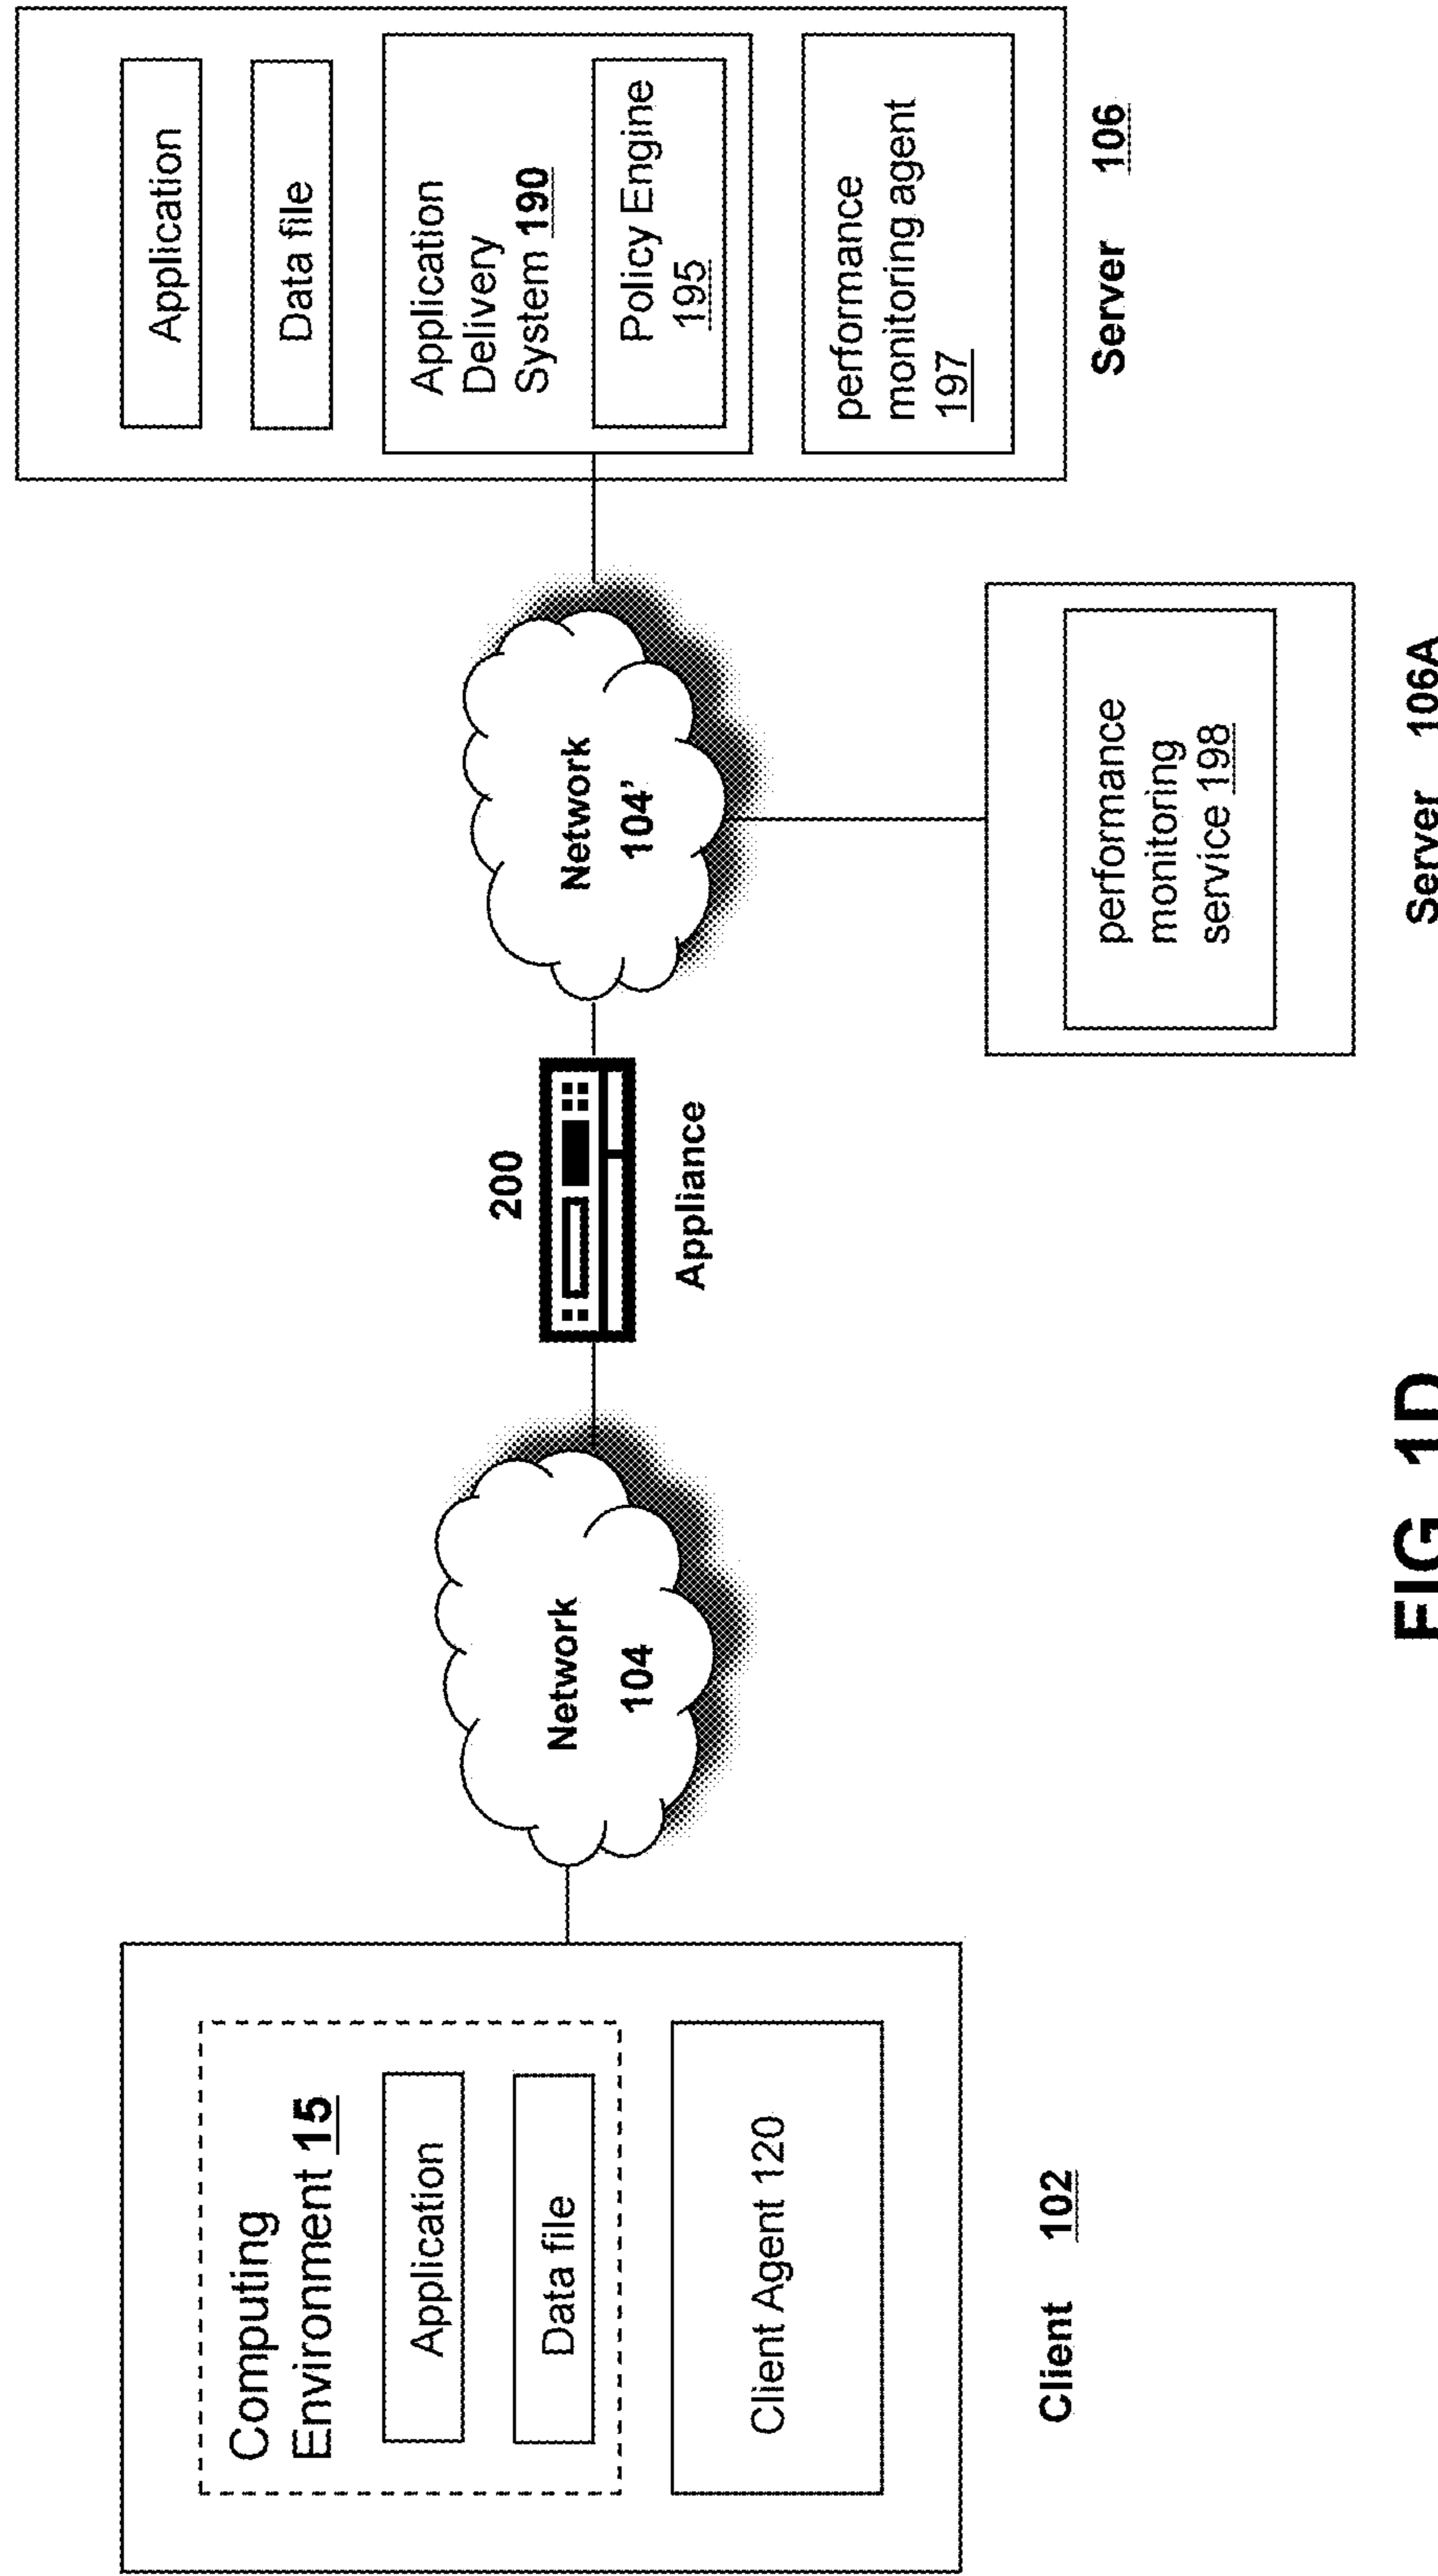 Computing
Environment 15
Application
Data file
Client Agent 120
Client 102
Network
104
200
Appliance
Network
104'
performance
monitoring
service 198
Server 106A
Application
Data file
Application
Delivery
System 190
Policy Engine
195
performance
monitoring agent
197
Server 106
FIG. 1D